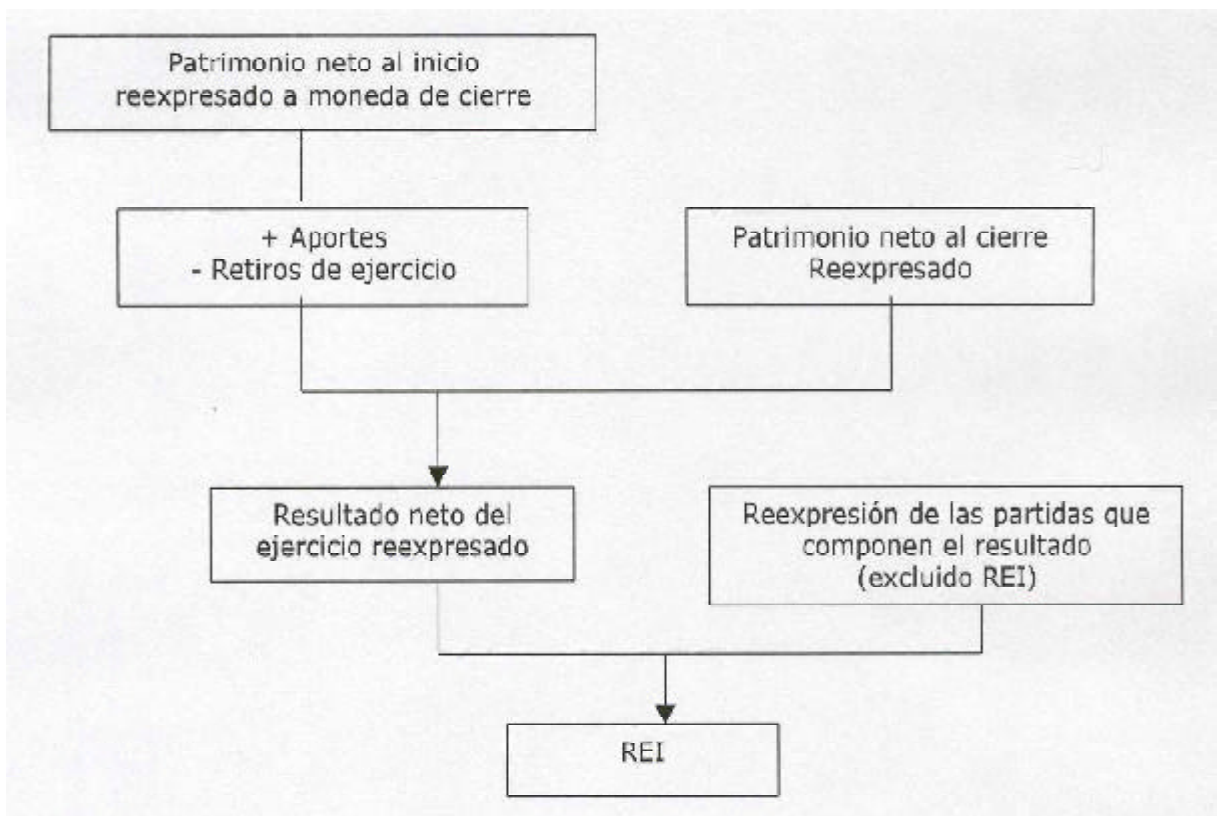 Patrimonio neto al inicio
reexpresado a moneda de cierre
+ Aportes
- Retiros de ejercicio
Patrimonio neto al cierre
Reexpresado
Resultado neto del
ejercicio reexpresado
Reexpresión de las partidas que
componen el resultado
(excluido REI)
REI